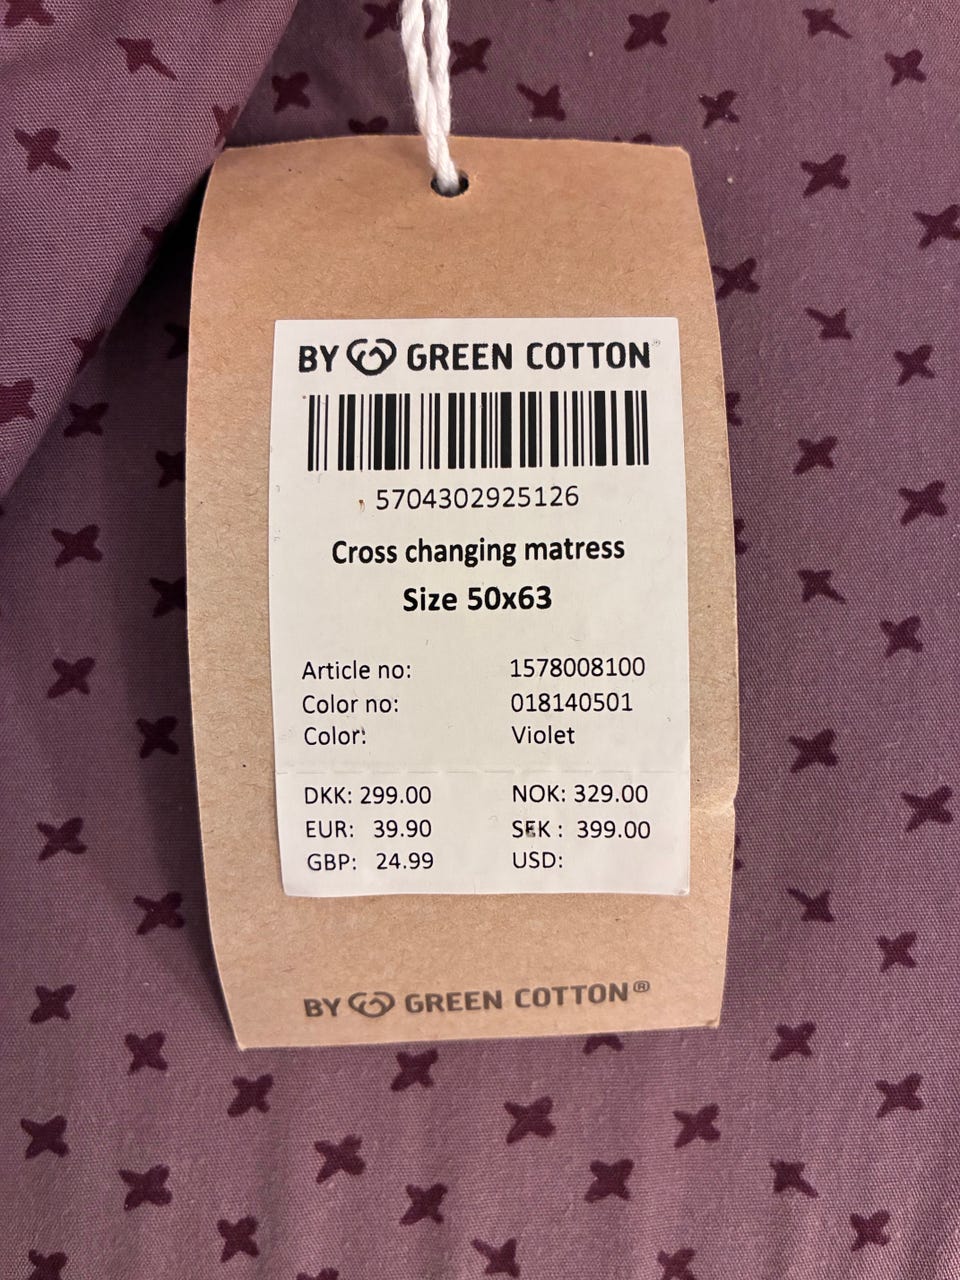 BY GREEN COTTON
5704302925126
Cross changing matress
Size 50x63
Article no: 1578008100
Color no: 018140501
Color: Violet
DKK: 299.00 NOK: 329.00
EUR: 39.90 SEK : 399.00
GBP: 24.99 USD:
BY GREEN COTTON®